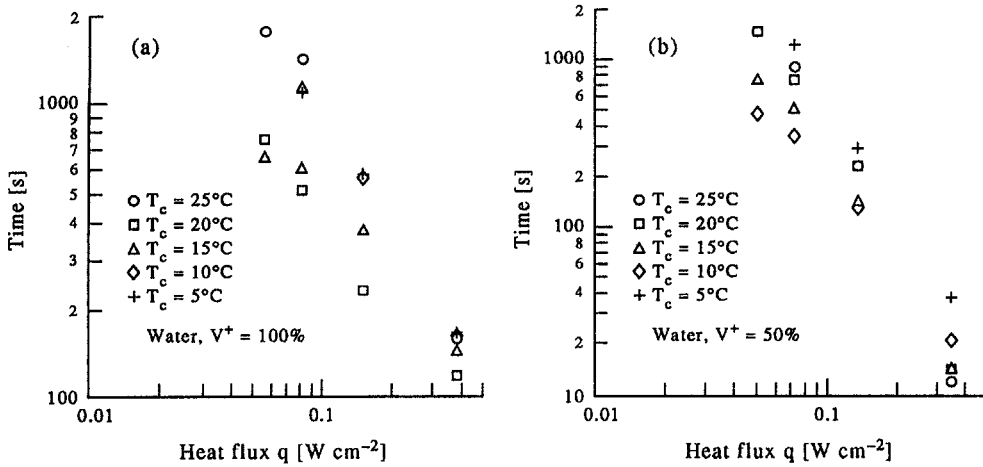 (a)
Time [s]
2
1000
8
7
6
5
4
3
2
100
0.01
0.1
Heat flux q [W cm⁻²]
T_c = 25°C
T_c = 20°C
T_c = 15°C
T_c = 10°C
T_c = 5°C
Water, V⁺ = 100%
(b)
Time [s]
2
1000
8
6
4
2
100
8
6
4
2
10
0.01
0.1
Heat flux q [W cm⁻²]
T_c = 25°C
T_c = 20°C
T_c = 15°C
T_c = 10°C
T_c = 5°C
Water, V⁺ = 50%